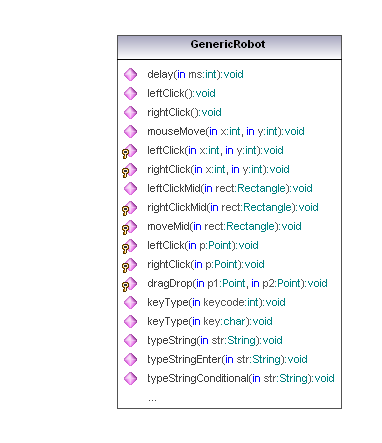 GenericRobot
delay(in ms:int):void
leftClick():void
rightClick():void
mouseMove(in x:int, in y:int):void
leftClick(in x:int, in y:int):void
rightClick(in x:int, in y:int):void
leftClickMid(in rect:Rectangle):void
rightClickMid(in rect:Rectangle):void
moveMid(in rect:Rectangle):void
leftClick(in p:Point):void
rightClick(in p:Point):void
dragDrop(in p1:Point, in p2:Point):void
keyType(in keycode:int):void
keyType(in key:char):void
typeString(in str:String):void
typeStringEnter(in str:String):void
typeStringConditional(in str:String):void
...